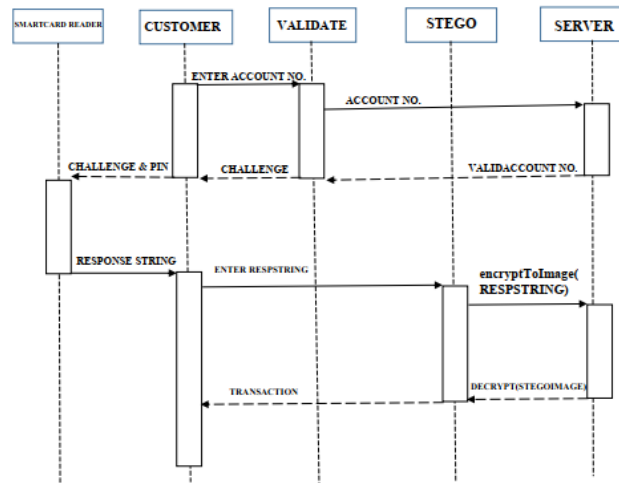 SMARTCARD READER
CUSTOMER
VALIDATE
STEGO
SERVER
ENTER ACCOUNT NO.
ACCOUNT NO.
CHALLENGE & PIN
CHALLENGE
VALIDACCOUNT NO.
RESPONSE STRING
ENTER RESPSTRING
encryptToImage(
RESPSTRING)
DECRYPT(STEGOIMAGE)
TRANSACTION